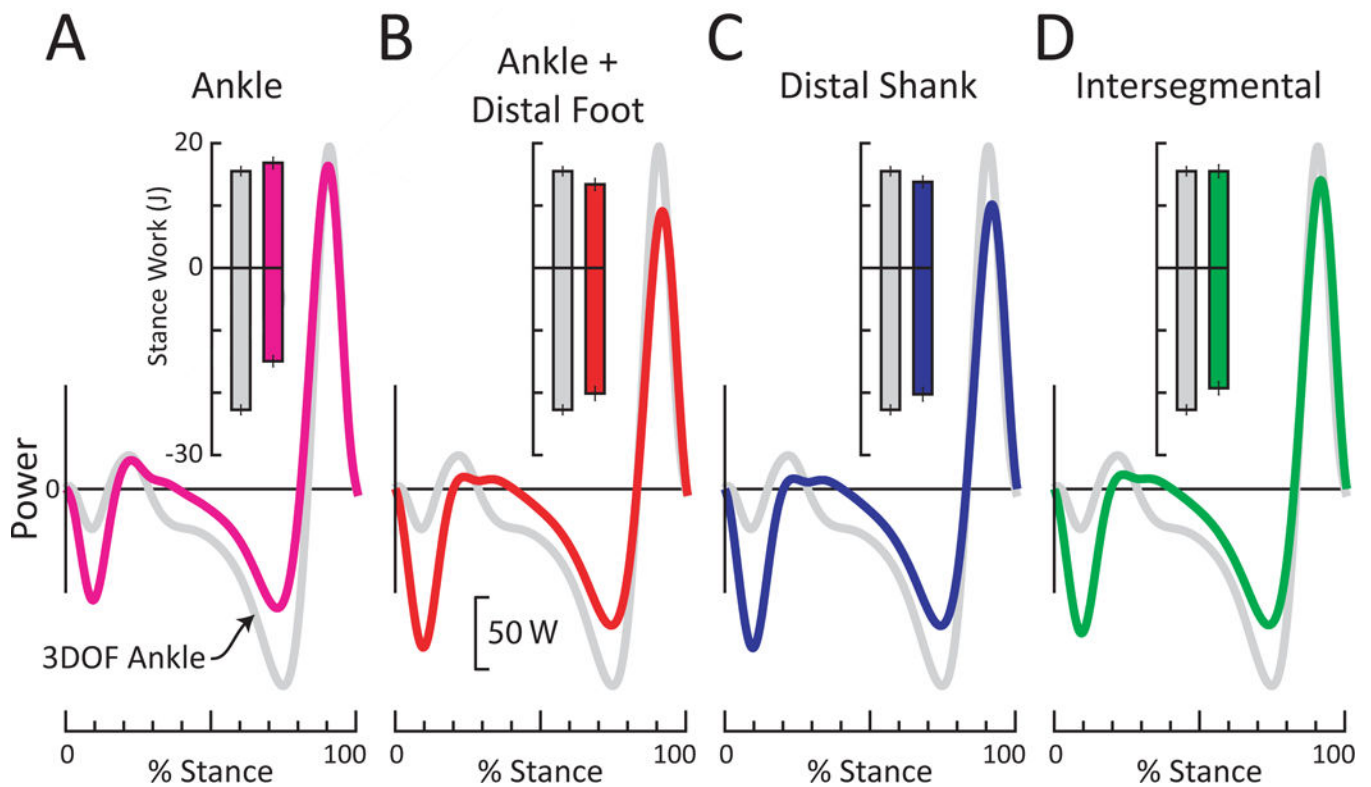 A
B
C
D
Ankle
Ankle +
Distal Foot
Distal Shank
Intersegmental
20
0
-30
Stance Work (J)
Power
0
3DOF Ankle
50 W
0 100
% Stance
0 100
% Stance
0 100
% Stance
0 100
% Stance